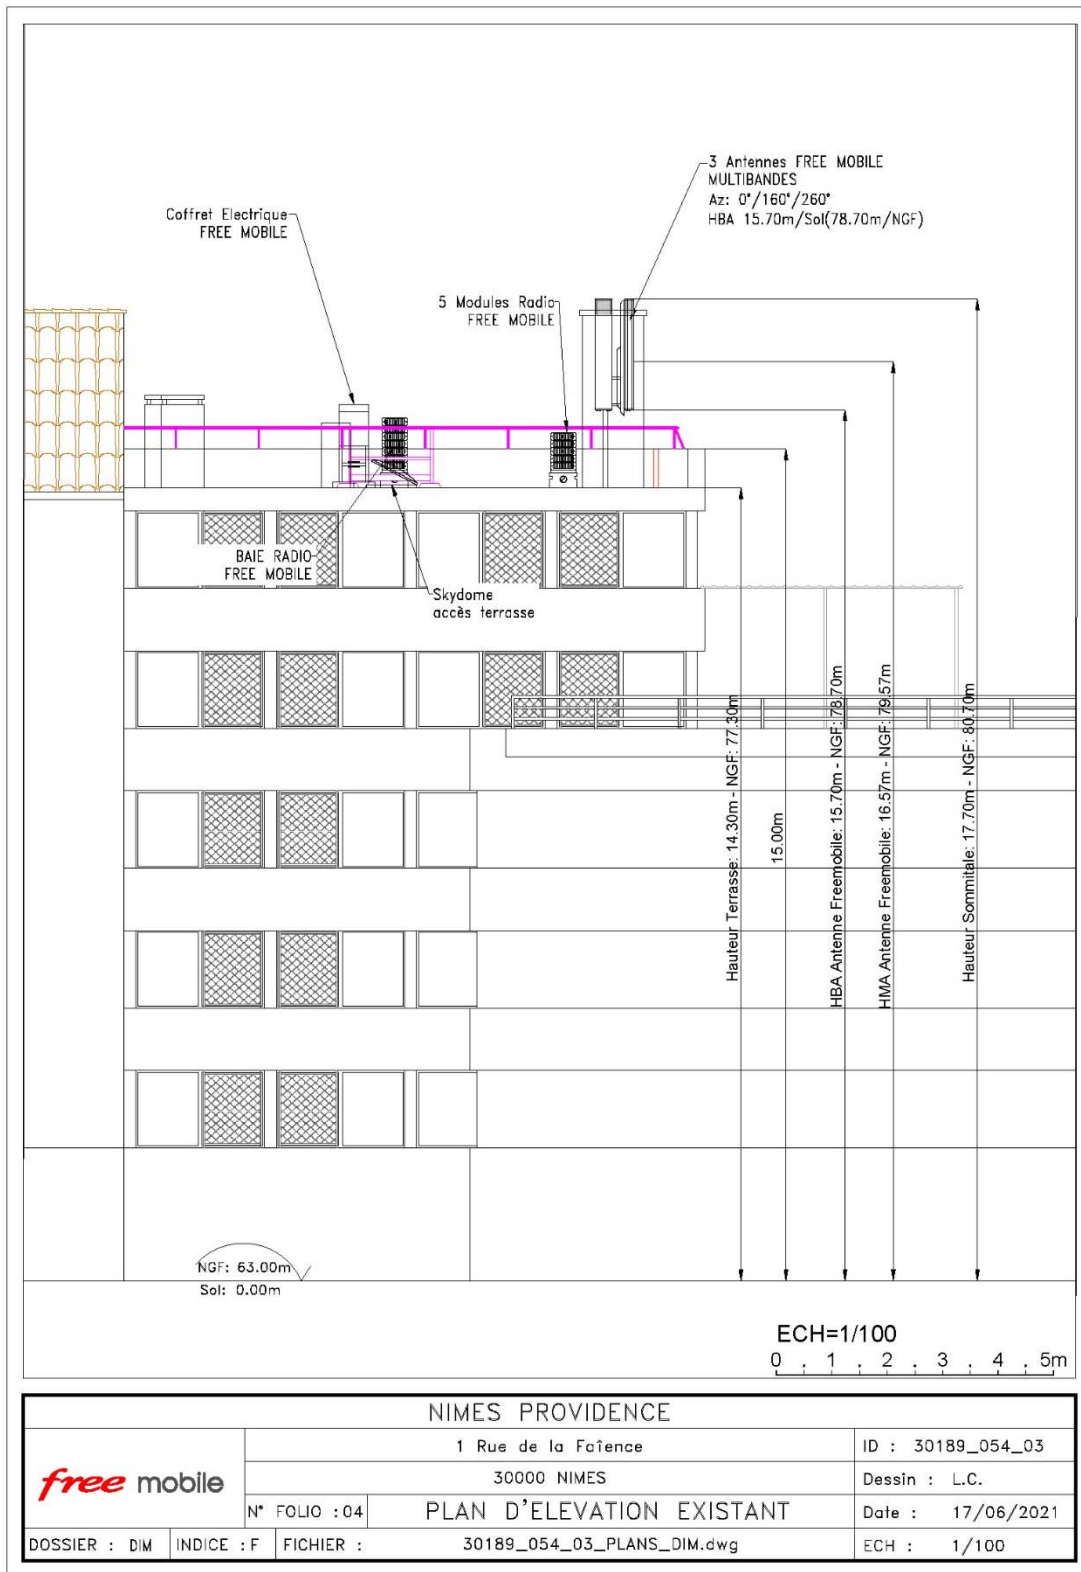 3 Antennes FREE MOBILE
MULTIBANDES
Az: 0°/160°/260°
HBA 15.70m/Sol(78.70m/NGF)
Coffret Electrique
FREE MOBILE
5 Modules Radio
FREE MOBILE
BAIE RADIO
FREE MOBILE
Skydome
accès terrasse
Hauteur Terrasse: 14.30m - NGF: 77.30m
15.00m
HBA Antenne Freemobile: 15.70m - NGF: 78.70m
HMA Antenne Freemobile: 16.57m - NGF: 79.57m
Hauteur Sommitale: 17.70m - NGF: 80.70m
NGF: 63.00m
Sol: 0.00m
ECH=1/100
0 . 1 . 2 . 3 . 4 . 5m
NIMES PROVIDENCE
free mobile
1 Rue de la Faïence
ID : 30189_054_03
30000 NIMES
Dessin : L.C.
N° FOLIO :04
PLAN D'ELEVATION EXISTANT
Date : 17/06/2021
DOSSIER : DIM
INDICE :F
FICHIER :
30189_054_03_PLANS_DIM.dwg
ECH : 1/100